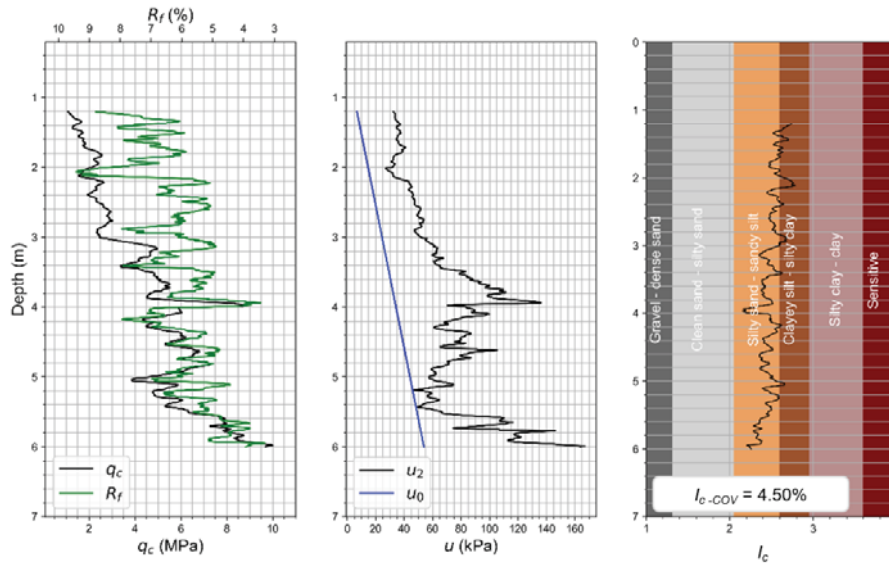 R_f (%)
9 8 7 6 5 4 3
1
2
3
4
5
6
7
Depth (m)
q_c
R_f
2 4 6 8 10
q_c (MPa)
1
2
3
4
5
6
7
u_2
u_0
0 20 40 60 80 100 120 140 160
u (kPa)
0
1
2
3
4
5
6
7
Gravel - dense sand
Clean sand - silty sand
Silty sand - sandy silt
Clayey silt - silty clay
Silty clay - clay
Sensitive
I_c-COV = 4.50%
1 2 3
I_c